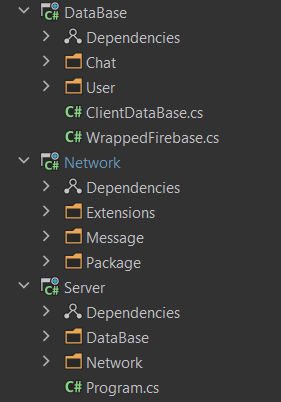 C# DataBase
Dependencies
Chat
User
C# ClientDataBase.cs
C# WrappedFirebase.cs
C# Network
Dependencies
Extensions
Message
Package
C# Server
Dependencies
DataBase
Network
C# Program.cs